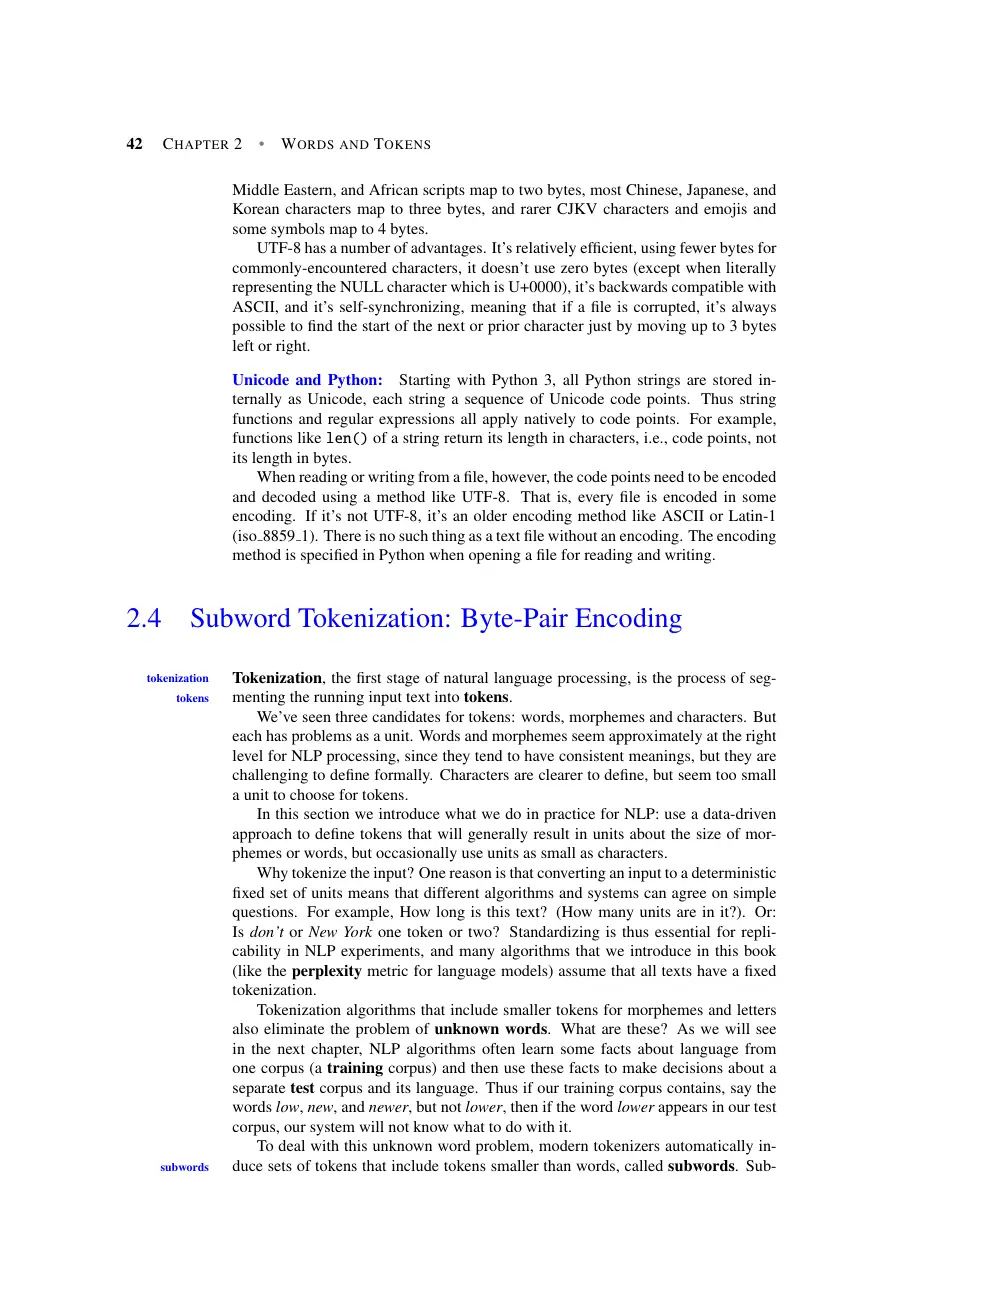 42 CHAPTER 2 • WORDS AND TOKENS
Middle Eastern, and African scripts map to two bytes, most Chinese, Japanese, and
Korean characters map to three bytes, and rarer CJKV characters and emojis and
some symbols map to 4 bytes.
UTF-8 has a number of advantages. It's relatively efficient, using fewer bytes for
commonly-encountered characters, it doesn't use zero bytes (except when literally
representing the NULL character which is U+0000), it's backwards compatible with
ASCII, and it's self-synchronizing, meaning that if a file is corrupted, it's always
possible to find the start of the next or prior character just by moving up to 3 bytes
left or right.
Unicode and Python: Starting with Python 3, all Python strings are stored in-
ternally as Unicode, each string a sequence of Unicode code points. Thus string
functions and regular expressions all apply natively to code points. For example,
functions like len() of a string return its length in characters, i.e., code points, not
its length in bytes.
When reading or writing from a file, however, the code points need to be encoded
and decoded using a method like UTF-8. That is, every file is encoded in some
encoding. If it's not UTF-8, it's an older encoding method like ASCII or Latin-1
(iso_8859_1). There is no such thing as a text file without an encoding. The encoding
method is specified in Python when opening a file for reading and writing.
2.4 Subword Tokenization: Byte-Pair Encoding
tokenization Tokenization, the first stage of natural language processing, is the process of seg-
tokens menting the running input text into tokens.
We've seen three candidates for tokens: words, morphemes and characters. But
each has problems as a unit. Words and morphemes seem approximately at the right
level for NLP processing, since they tend to have consistent meanings, but they are
challenging to define formally. Characters are clearer to define, but seem too small
a unit to choose for tokens.
In this section we introduce what we do in practice for NLP: use a data-driven
approach to define tokens that will generally result in units about the size of mor-
phemes or words, but occasionally use units as small as characters.
Why tokenize the input? One reason is that converting an input to a deterministic
fixed set of units means that different algorithms and systems can agree on simple
questions. For example, How long is this text? (How many units are in it?). Or:
Is don't or New York one token or two? Standardizing is thus essential for repli-
cability in NLP experiments, and many algorithms that we introduce in this book
(like the perplexity metric for language models) assume that all texts have a fixed
tokenization.
Tokenization algorithms that include smaller tokens for morphemes and letters
also eliminate the problem of unknown words. What are these? As we will see
in the next chapter, NLP algorithms often learn some facts about language from
one corpus (a training corpus) and then use these facts to make decisions about a
separate test corpus and its language. Thus if our training corpus contains, say the
words low, new, and newer, but not lower, then if the word lower appears in our test
corpus, our system will not know what to do with it.
To deal with this unknown word problem, modern tokenizers automatically in-
subwords duce sets of tokens that include tokens smaller than words, called subwords. Sub-